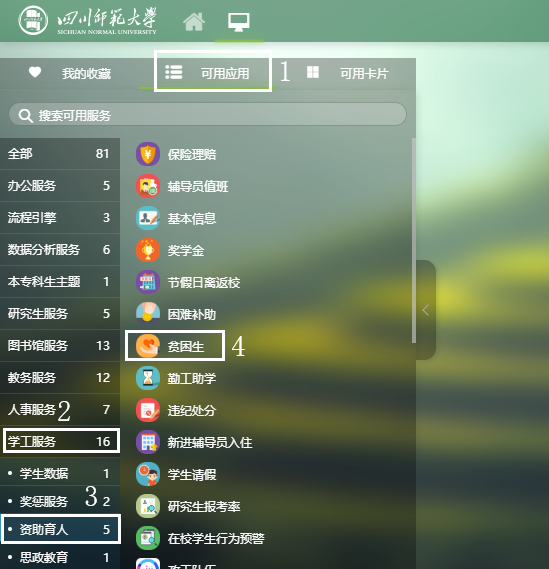 四川师范大学
SICHUAN NORMAL UNIVERSITY
我的收藏
可用应用
1
可用卡片
搜索可用服务
全部 81
办公服务 5
流程引擎 3
数据分析服务 6
本专科生主题 1
研究生服务 5
图书馆服务 13
教务服务 12
人事服务 2 7
学工服务 16
学生数据 1
奖惩服务 3 2
资助育人 5
思政教育 1
保险理赔
辅导员值班
基本信息
奖学金
节假日离返校
困难补助
贫困生 4
勤工助学
违纪处分
新进辅导员入住
学生请假
研究生报考率
在校学生行为预警